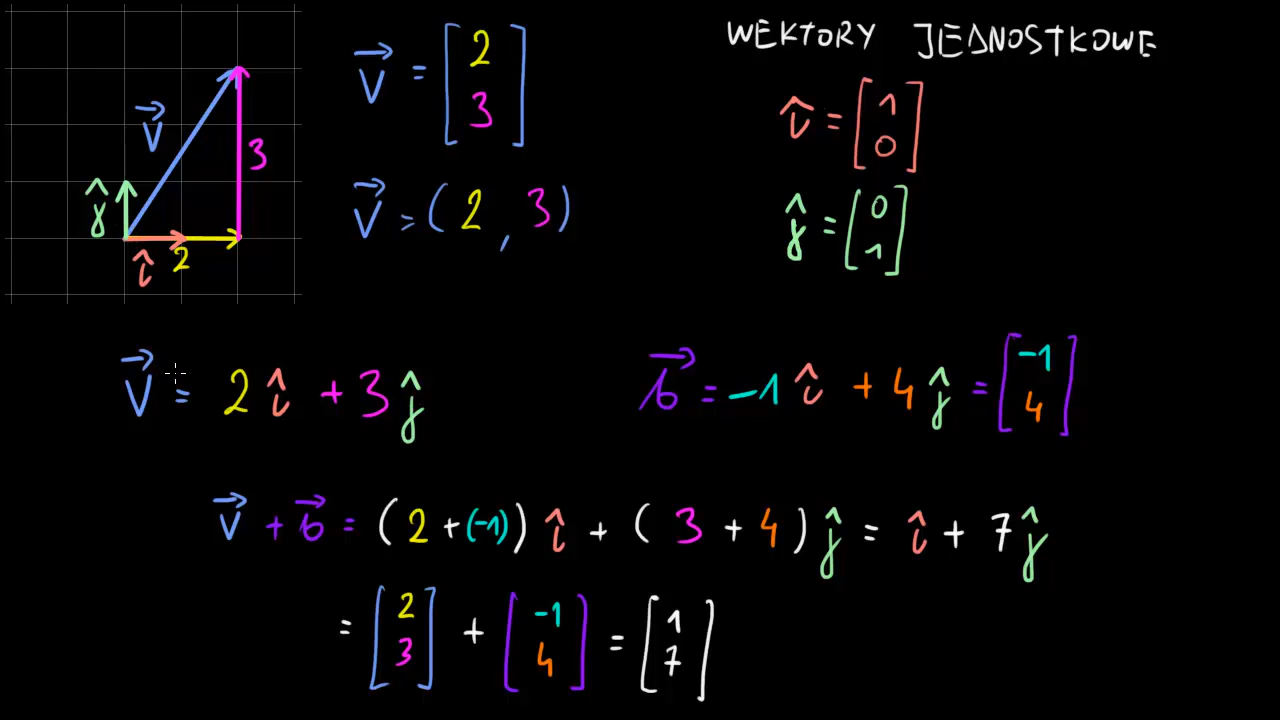 WEKTORY JEDNOSTKOWE
v⃗
3
ĵ
î
2
v⃗ = [2 3]
v⃗ = (2, 3)
î = [1 0]
ĵ = [0 1]
v⃗ = 2î + 3ĵ
b⃗ = -1î + 4ĵ = [-1 4]
v⃗ + b⃗ = (2 + (-1))î + (3 + 4)ĵ = î + 7ĵ
= [2 3] + [-1 4] = [1 7]